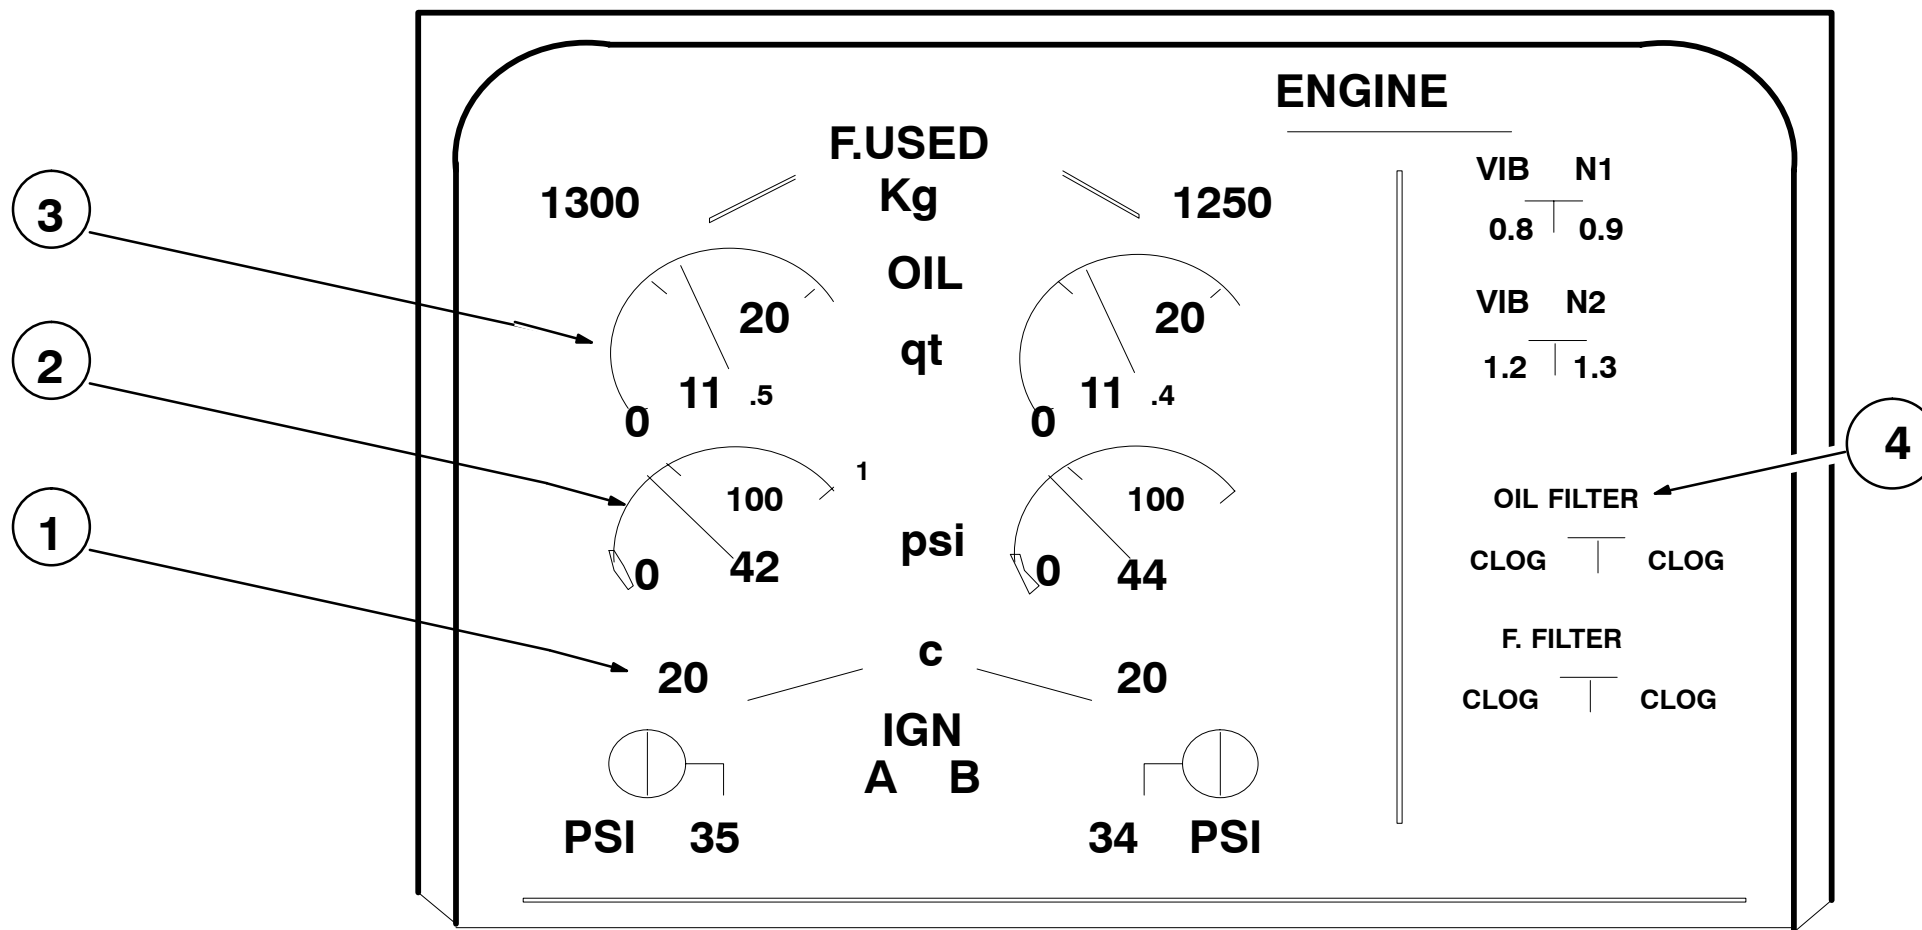 ENGINE
F.USED
1300 Kg 1250
VIB N1
0.8 0.9
3
OIL
20 20
VIB N2
qt
1.2 1.3
2
11 .5 11 .4
0 0
4
1
100 100
OIL FILTER
1
psi
0 42 0 44
CLOG CLOG
F. FILTER
c
20 20
CLOG CLOG
IGN
A B
PSI 35 34 PSI